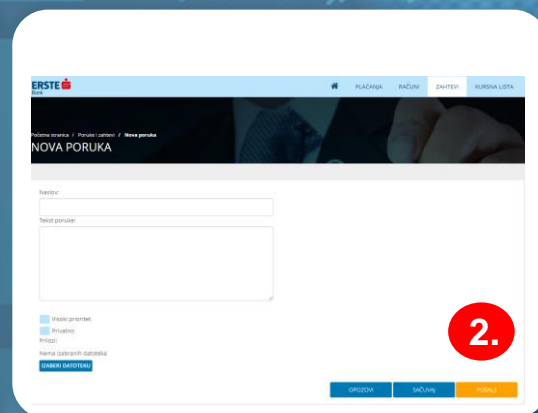 ERSTE
Bank
PLAĆANJA RAČUNI ZAHTEVI KURSNA LISTA
Početna stranica / Poruke i zahtevi / Nova poruka
NOVA PORUKA
Naslov:
Tekst poruke:
Visoki prioritet
Privatno
Prilozi:
Nema izabranih datoteka
IZABERI DATOTEKU
2.
OPOZOVI SAČUVAJ POŠALJI